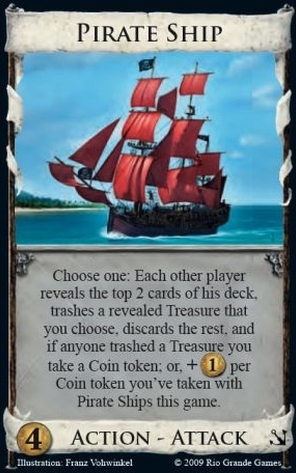 PIRATE SHIP
Choose one: Each other player
reveals the top 2 cards of his deck,
trashes a revealed Treasure that
you choose, discards the rest, and
if anyone trashed a Treasure you
take a Coin token; or, + 1 per
Coin token you've taken with
Pirate Ships this game.
4 ACTION - ATTACK
Illustration: Franz Vohwinkel © 2009 Rio Grande Games